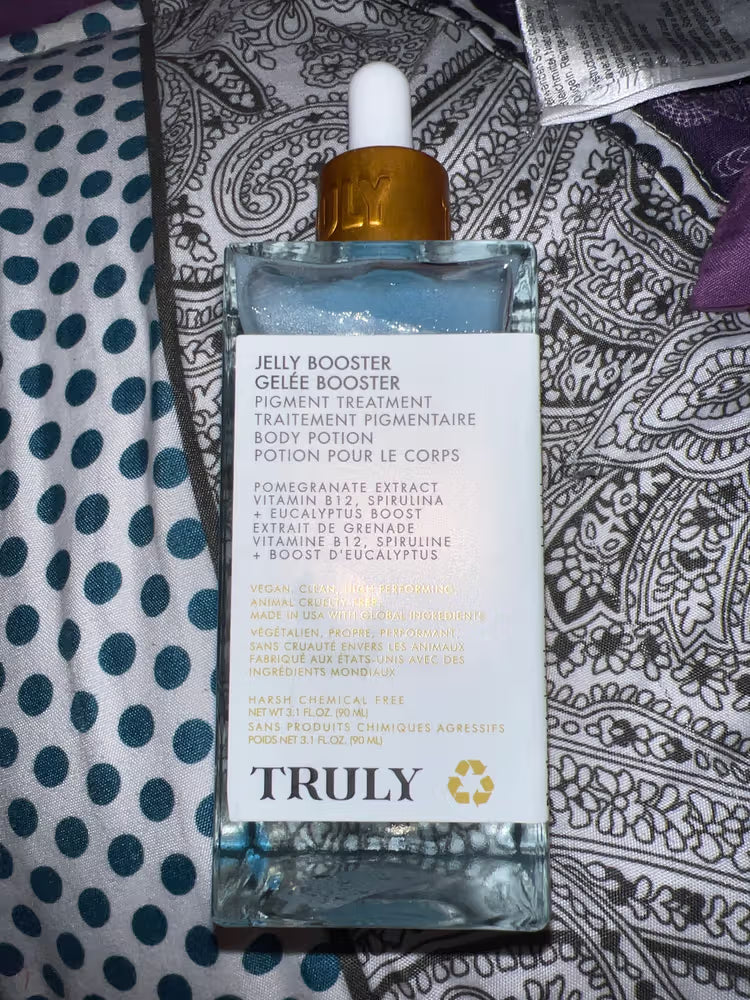 ULY
JELLY BOOSTER
GELÉE BOOSTER
PIGMENT TREATMENT
TRAITEMENT PIGMENTAIRE
BODY POTION
POTION POUR LE CORPS
POMEGRANATE EXTRACT
VITAMIN B12, SPIRULINA
+ EUCALYPTUS BOOST
EXTRAIT DE GRENADE
VITAMINE B12, SPIRULINE
+ BOOST D'EUCALYPTUS
VEGAN, CLEAN, HIGH PERFORMING,
ANIMAL CRUELTY FREE,
MADE IN USA WITH GLOBAL INGREDIENTS
VÉGÉTALIEN, PROPRE, PERFORMANT,
SANS CRUAUTÉ ENVERS LES ANIMAUX
FABRIQUÉ AUX ÉTATS-UNIS AVEC DES
INGRÉDIENTS MONDIAUX
HARSH CHEMICAL FREE
NET WT 3.1 FL.OZ. (90 ML)
SANS PRODUITS CHIMIQUES AGRESSIFS
POIDS NET 3.1 FL.OZ. (90 ML)
TRULY